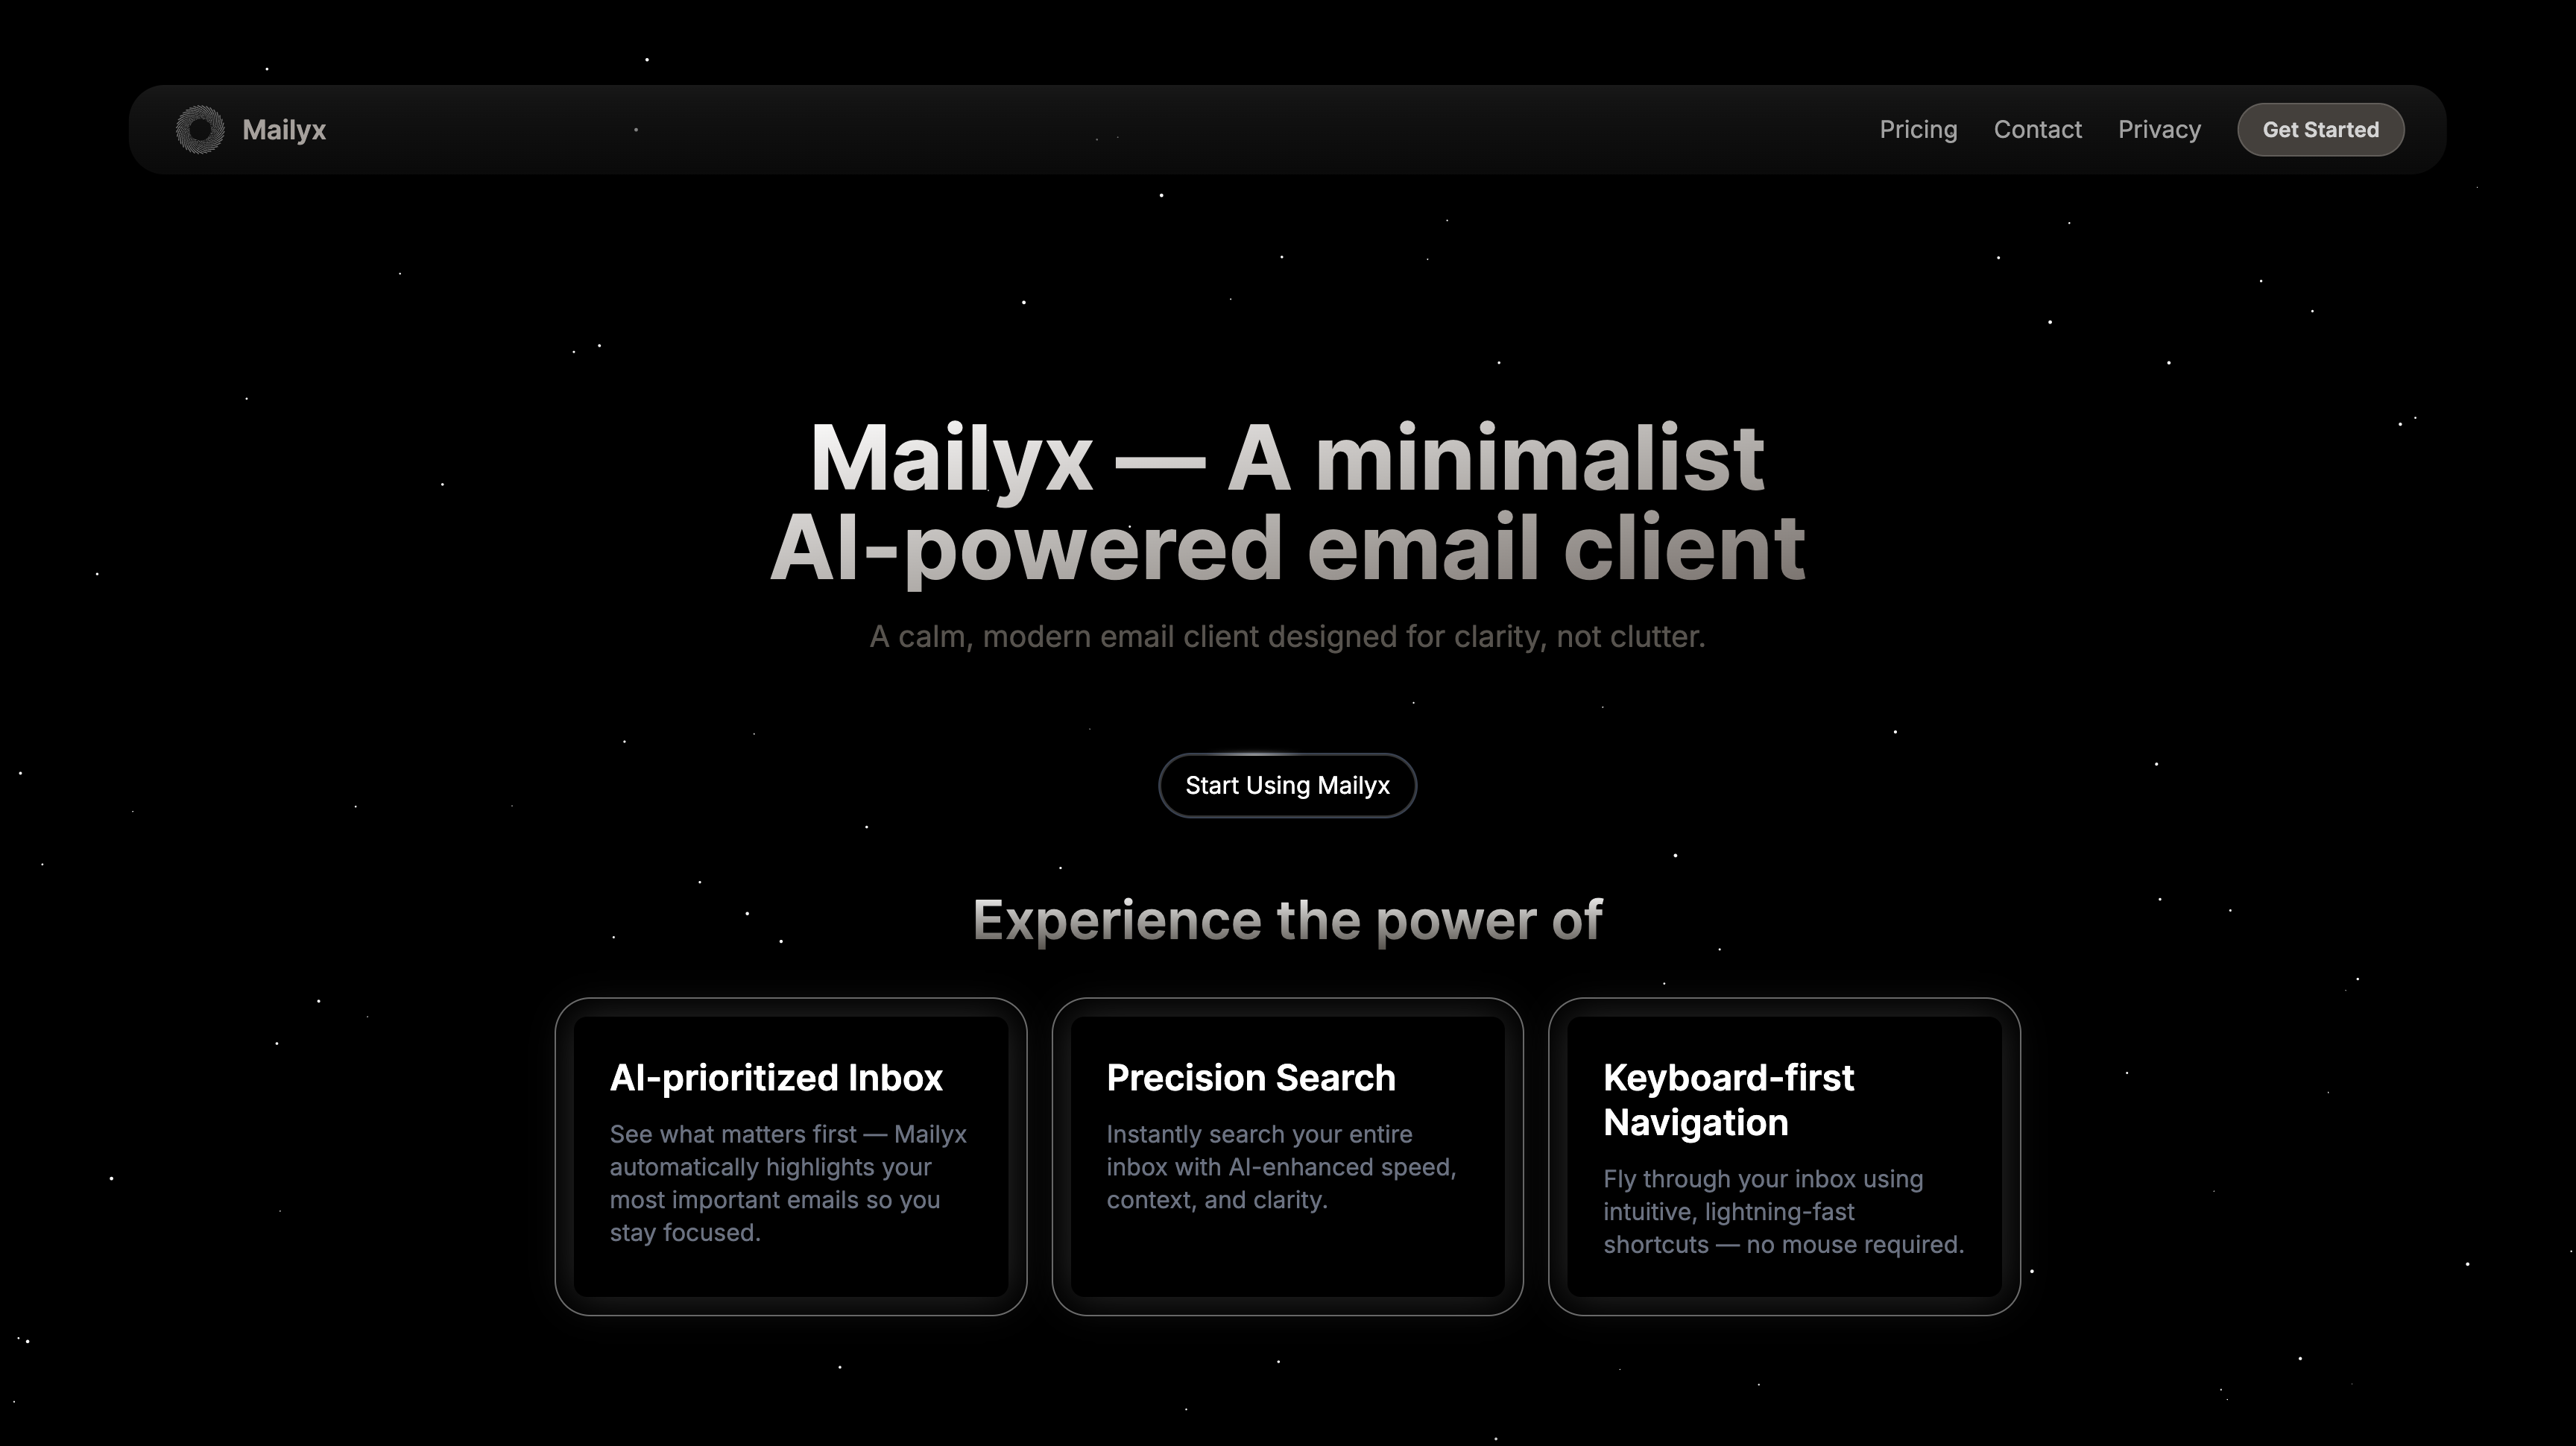 Mailyx
Pricing
Contact
Privacy
Get Started
Mailyx — A minimalist
AI-powered email client
A calm, modern email client designed for clarity, not clutter.
Start Using Mailyx
Experience the power of
AI-prioritized Inbox
See what matters first — Mailyx
automatically highlights your
most important emails so you
stay focused.
Precision Search
Instantly search your entire
inbox with AI-enhanced speed,
context, and clarity.
Keyboard-first
Navigation
Fly through your inbox using
intuitive, lightning-fast
shortcuts — no mouse required.